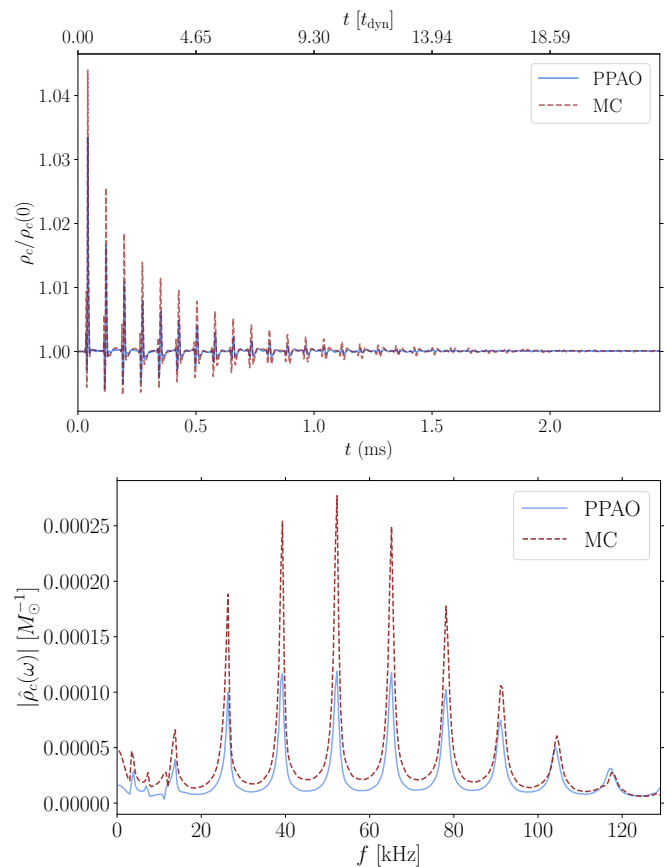 t [t_dyn]
0.00 4.65 9.30 13.94 18.59
PPAO
MC
1.04
1.03
1.02
1.01
1.00
ρ_c/ρ_c(0)
0.0 0.5 1.0 1.5 2.0
t (ms)
PPAO
MC
0.00025
0.00020
0.00015
0.00010
0.00005
0.00000
|ρ̂_c(ω)| [M_⊙^{-1}]
0 20 40 60 80 100 120
f [kHz]